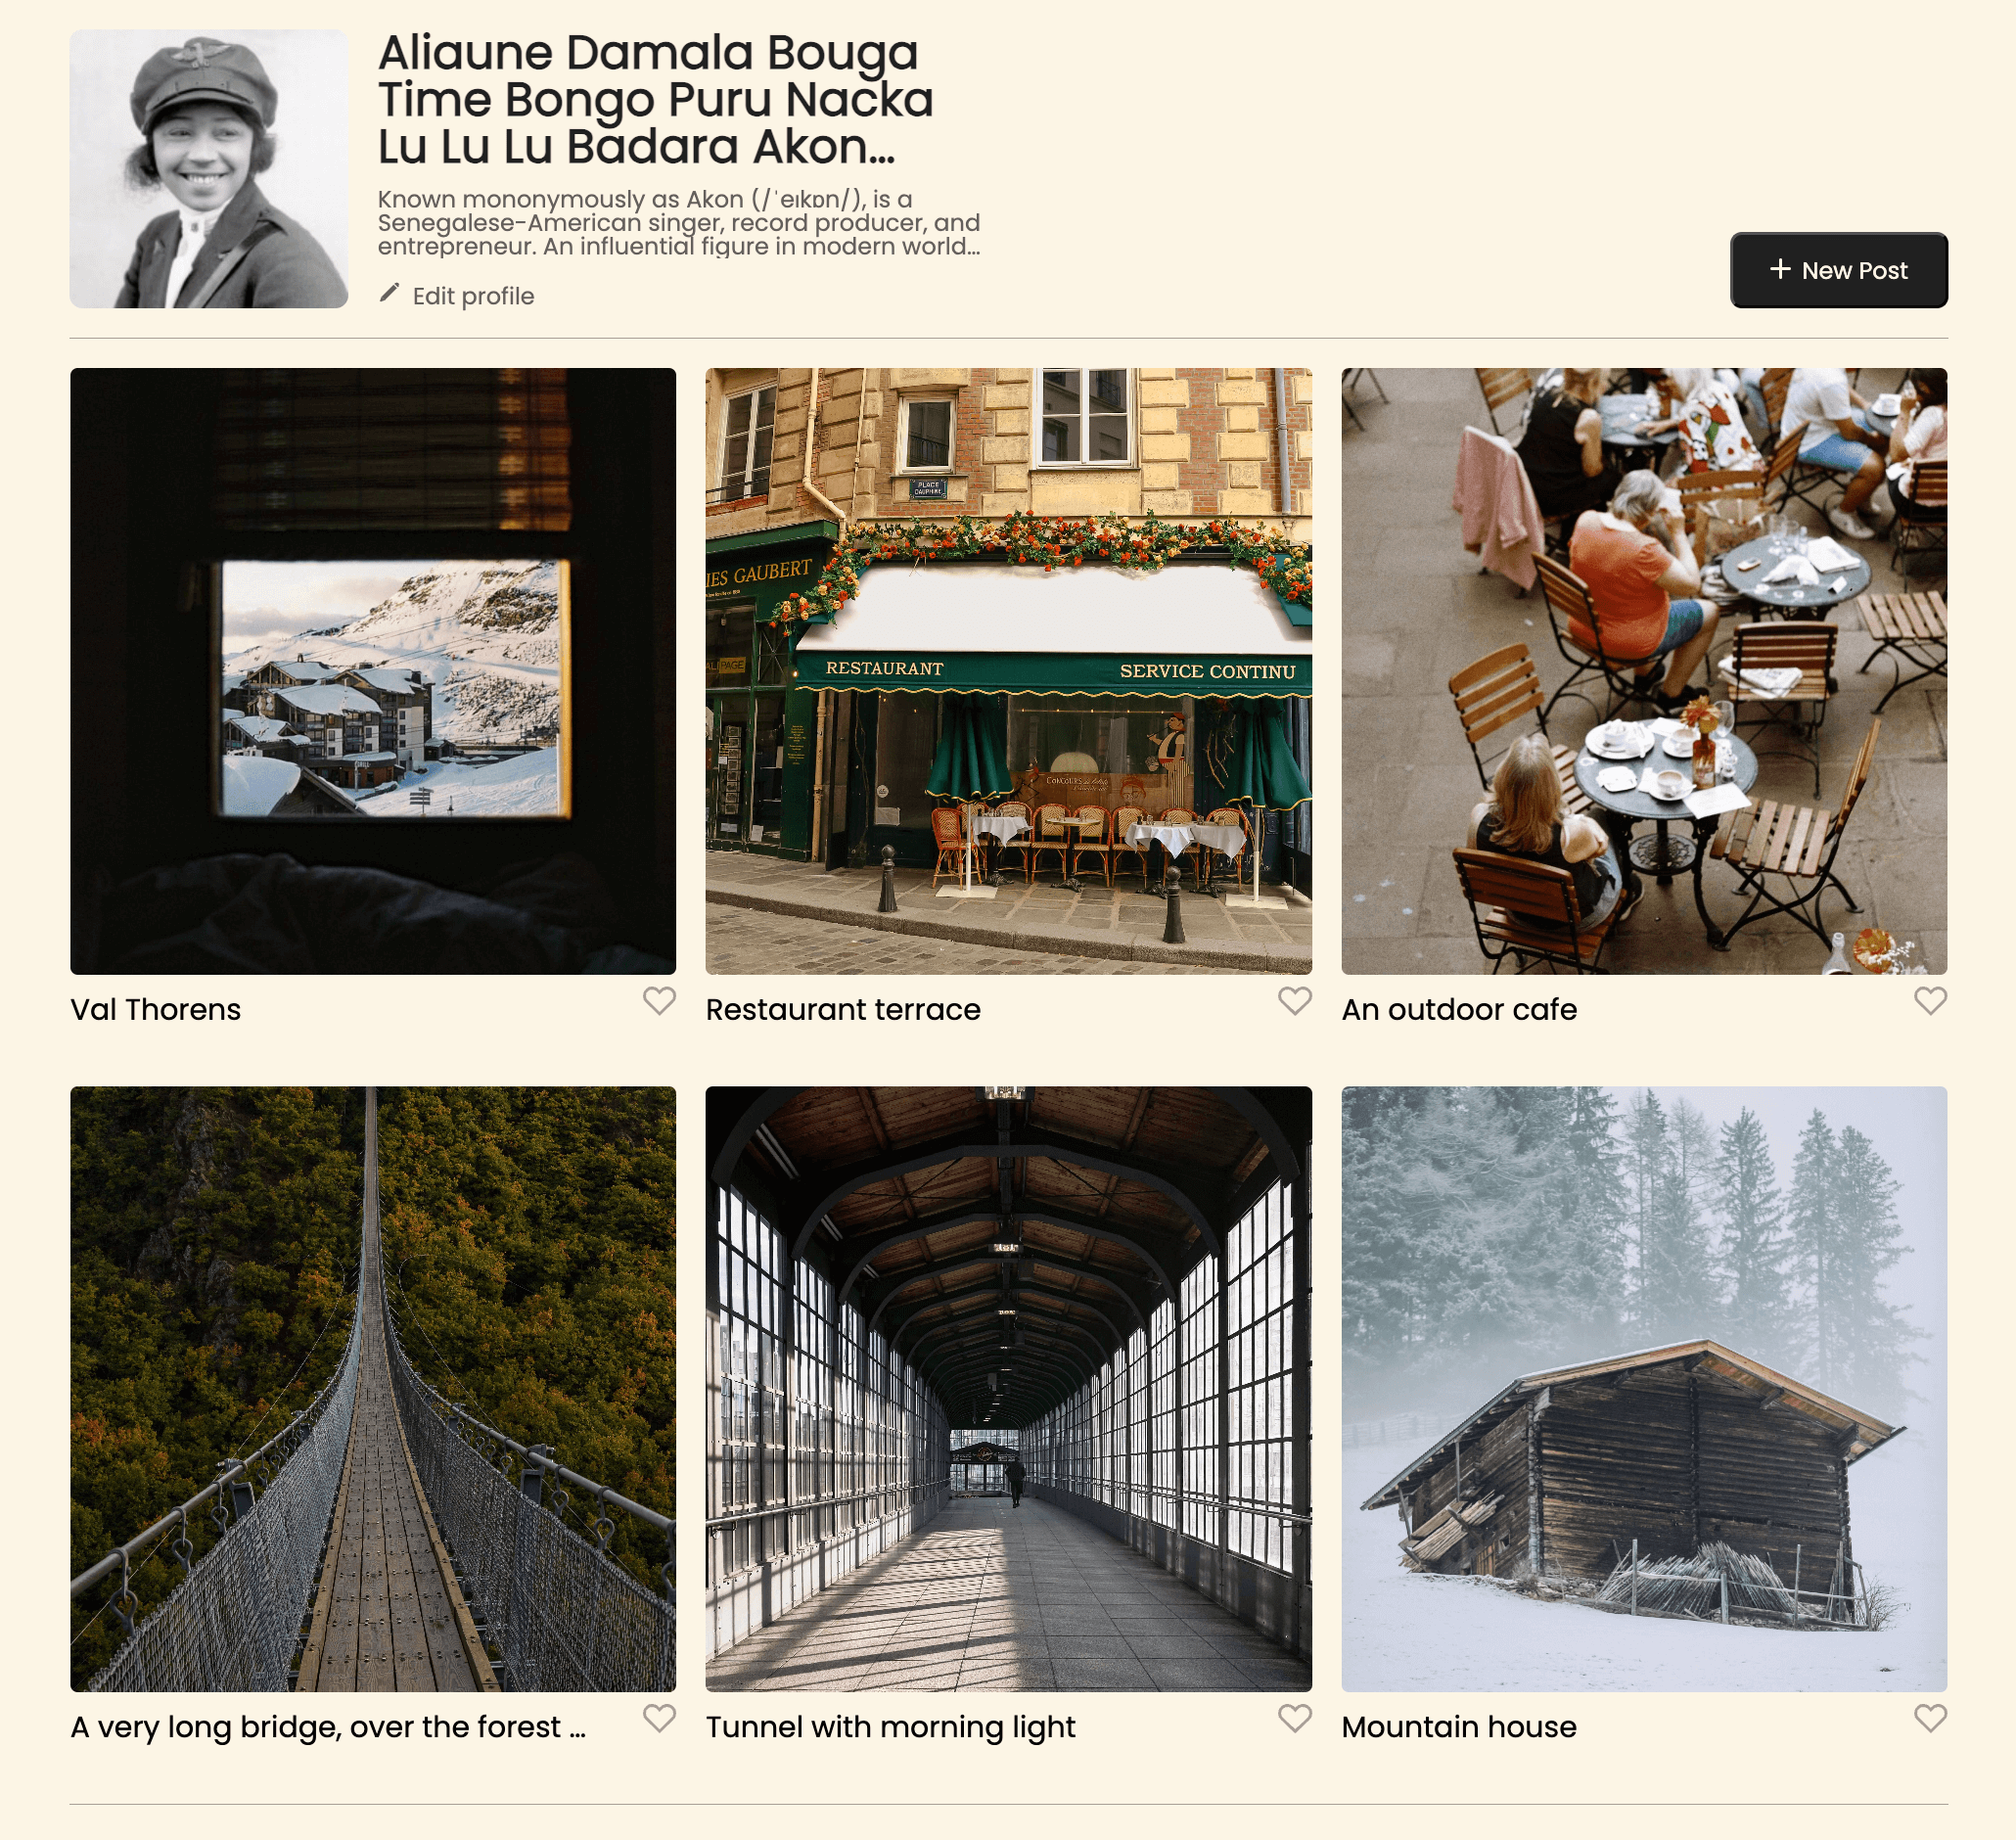 Aliaune Damala Bouga
Time Bongo Puru Nacka
Lu Lu Lu Badara Akon...
Known mononymously as Akon (/ˈeɪkɒn/), is a
Senegalese-American singer, record producer, and
entrepreneur. An influential figure in modern world...
Edit profile
+ New Post
PLACE
DAUPHINE
IES GAUBERT
RESTAURANT
SERVICE CONTINU
Val Thorens
Restaurant terrace
An outdoor cafe
A very long bridge, over the forest ...
Tunnel with morning light
Mountain house